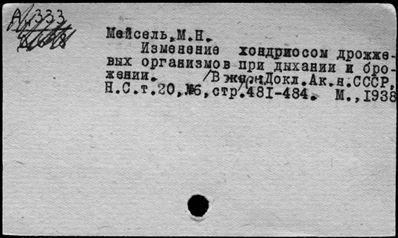 А/333
Мейсель,М.Н.
Изменение хондриосом дрожже-
вых организмов при дыхании и бро-
жении. /В журн.Докл.Ак.н.СССР,
Н.С.т.20,№6,стр.481-484. М.,1938